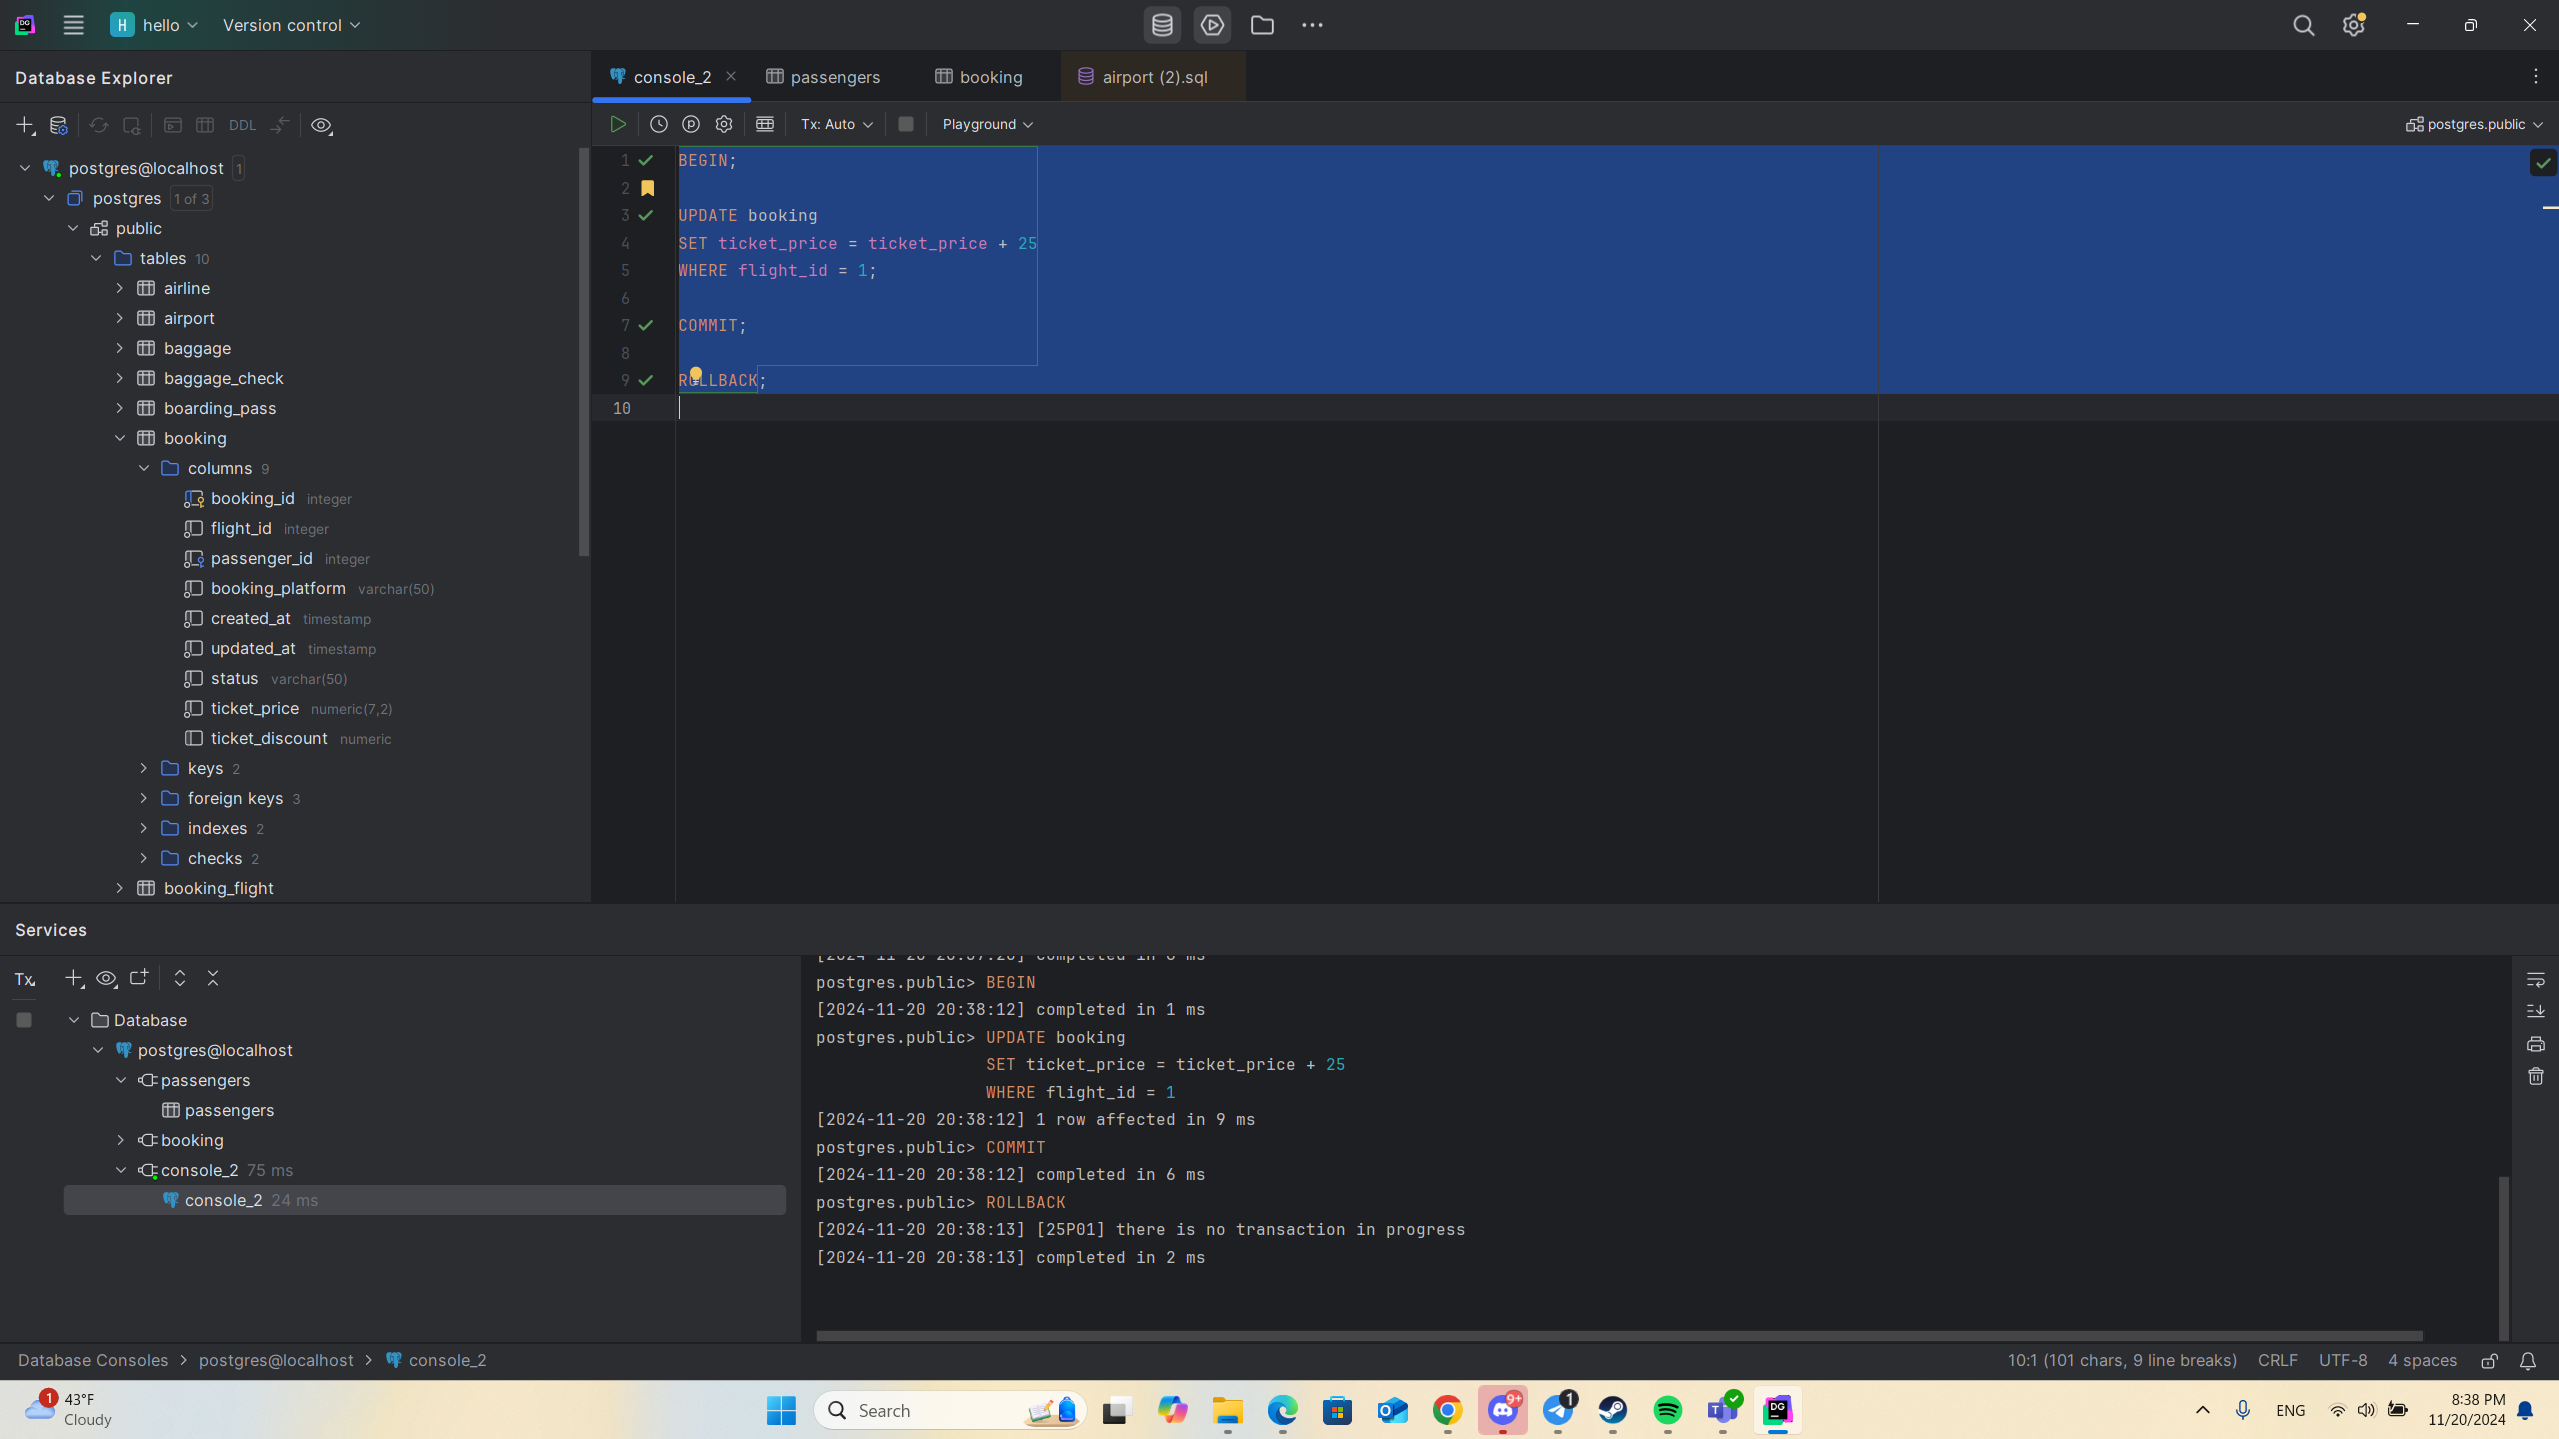 H hello Version control
Database Explorer
console_2 passengers booking airport (2).sql
DDL
Tx: Auto Playground postgres.public
postgres@localhost 1
postgres 1 of 3
public
tables 10
airline
airport
baggage
baggage_check
boarding_pass
booking
columns 9
booking_id integer
flight_id integer
passenger_id integer
booking_platform varchar(50)
created_at timestamp
updated_at timestamp
status varchar(50)
ticket_price numeric(7,2)
ticket_discount numeric
keys 2
foreign keys 3
indexes 2
checks 2
booking_flight
1 BEGIN;
2
3 UPDATE booking
4 SET ticket_price = ticket_price + 25
5 WHERE flight_id = 1;
6
7 COMMIT;
8
9 ROLLBACK;
10
Services
Tx
Database
postgres@localhost
passengers
passengers
booking
console_2 75 ms
console_2 24 ms
postgres.public> BEGIN
[2024-11-20 20:38:12] completed in 1 ms
postgres.public> UPDATE booking
SET ticket_price = ticket_price + 25
WHERE flight_id = 1
[2024-11-20 20:38:12] 1 row affected in 9 ms
postgres.public> COMMIT
[2024-11-20 20:38:12] completed in 6 ms
postgres.public> ROLLBACK
[2024-11-20 20:38:13] [25P01] there is no transaction in progress
[2024-11-20 20:38:13] completed in 2 ms
Database Consoles > postgres@localhost > console_2
10:1 (101 chars, 9 line breaks) CRLF UTF-8 4 spaces
1 43°F
Cloudy
Search
9+
1
DG
ENG
8:38 PM
11/20/2024